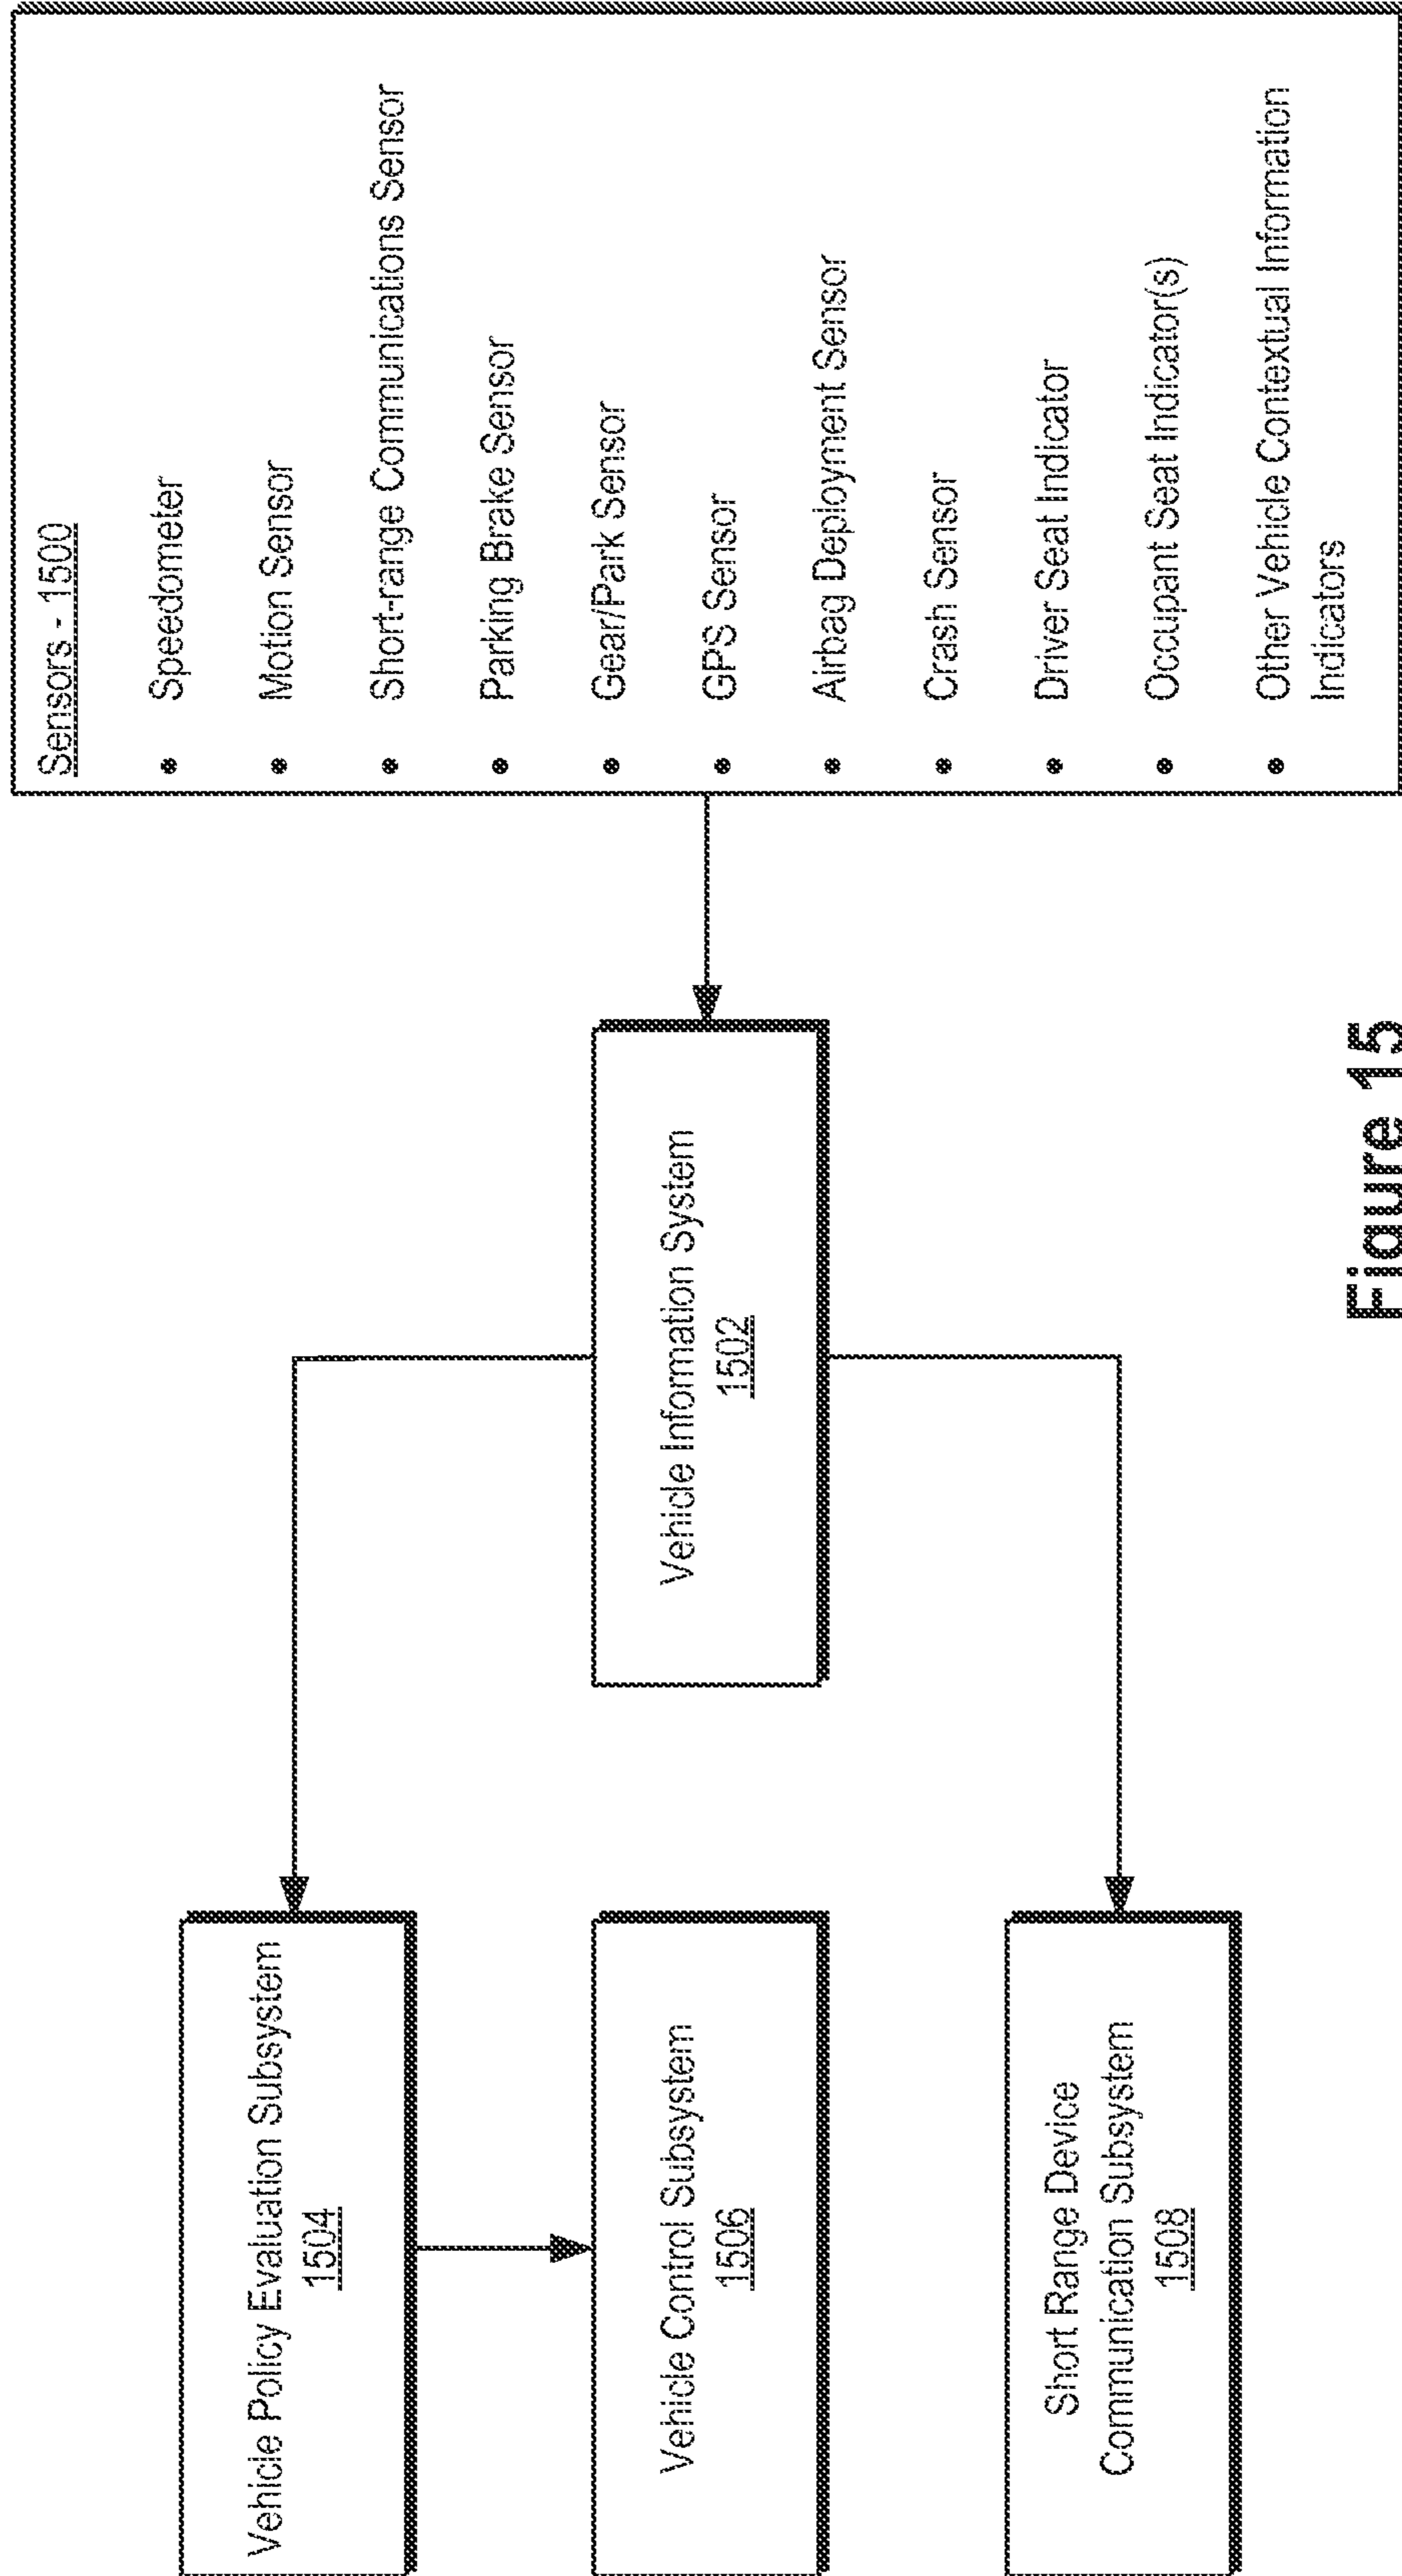 Vehicle Policy Evaluation Subsystem
1504
Vehicle Control Subsystem
1506
Short Range Device
Communication Subsystem
1508
Vehicle Information System
1502
Sensors - 1500
• Speedometer
• Motion Sensor
• Short-range Communications Sensor
• Parking Brake Sensor
• Gear/Park Sensor
• GPS Sensor
• Airbag Deployment Sensor
• Crash Sensor
• Driver Seat Indicator
• Occupant Seat Indicator(s)
• Other Vehicle Contextual Information
Indicators
Figure 15